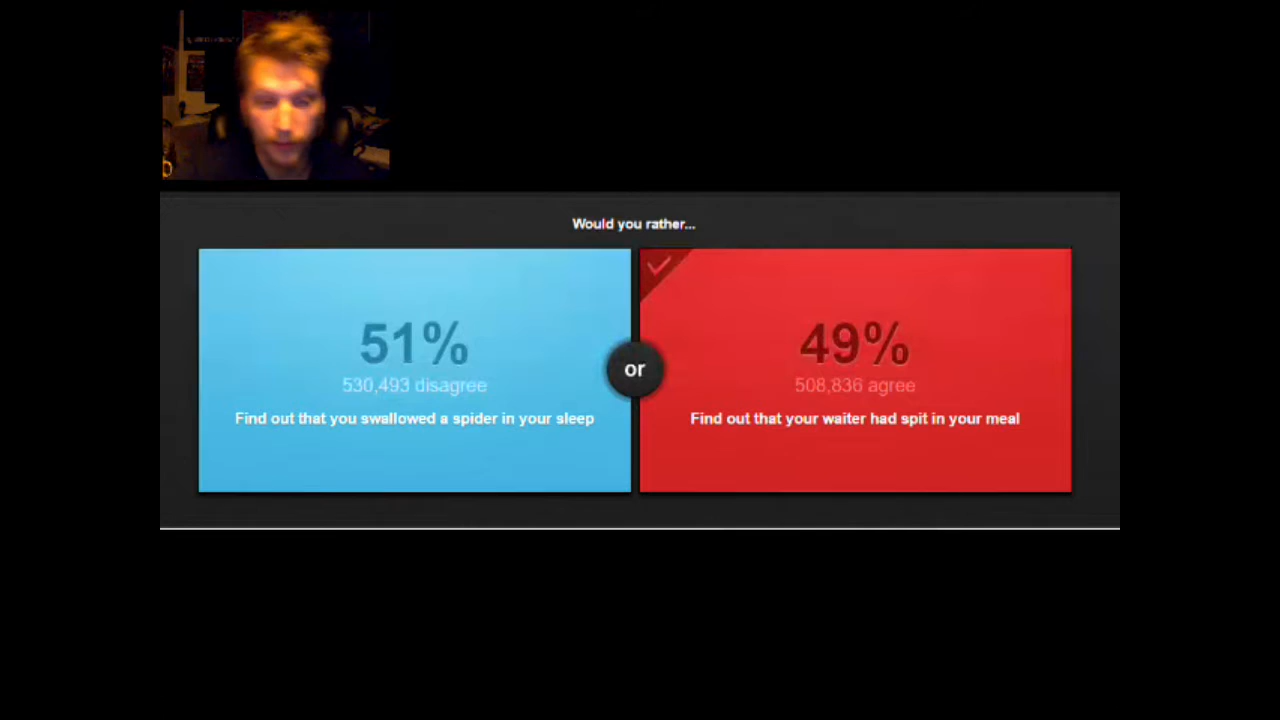 Would you rather...
51%
530,493 disagree
Find out that you swallowed a spider in your sleep
or
49%
508,836 agree
Find out that your waiter had spit in your meal